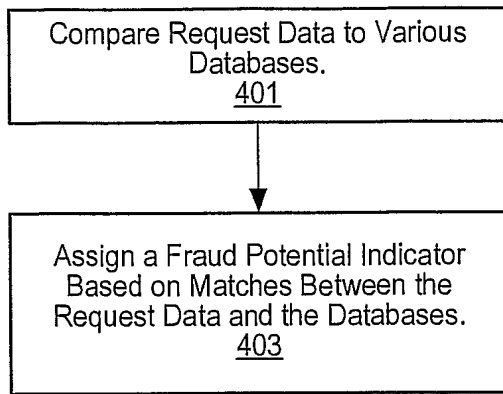 Compare Request Data to Various
Databases.
401
Assign a Fraud Potential Indicator
Based on Matches Between the
Request Data and the Databases.
403